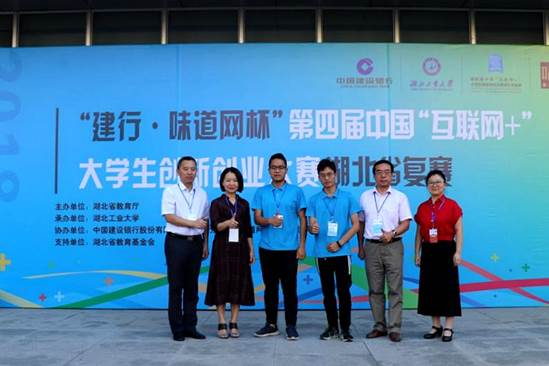 2018
中国建设银行
湖北工业大学
“建行·味道网杯”第四届中国“互联网+”
大学生创新创业大赛湖北省复赛
主办单位：湖北省教育厅
承办单位：湖北工业大学
协办单位：中国建设银行股份有
支持单位：湖北省教育基金会